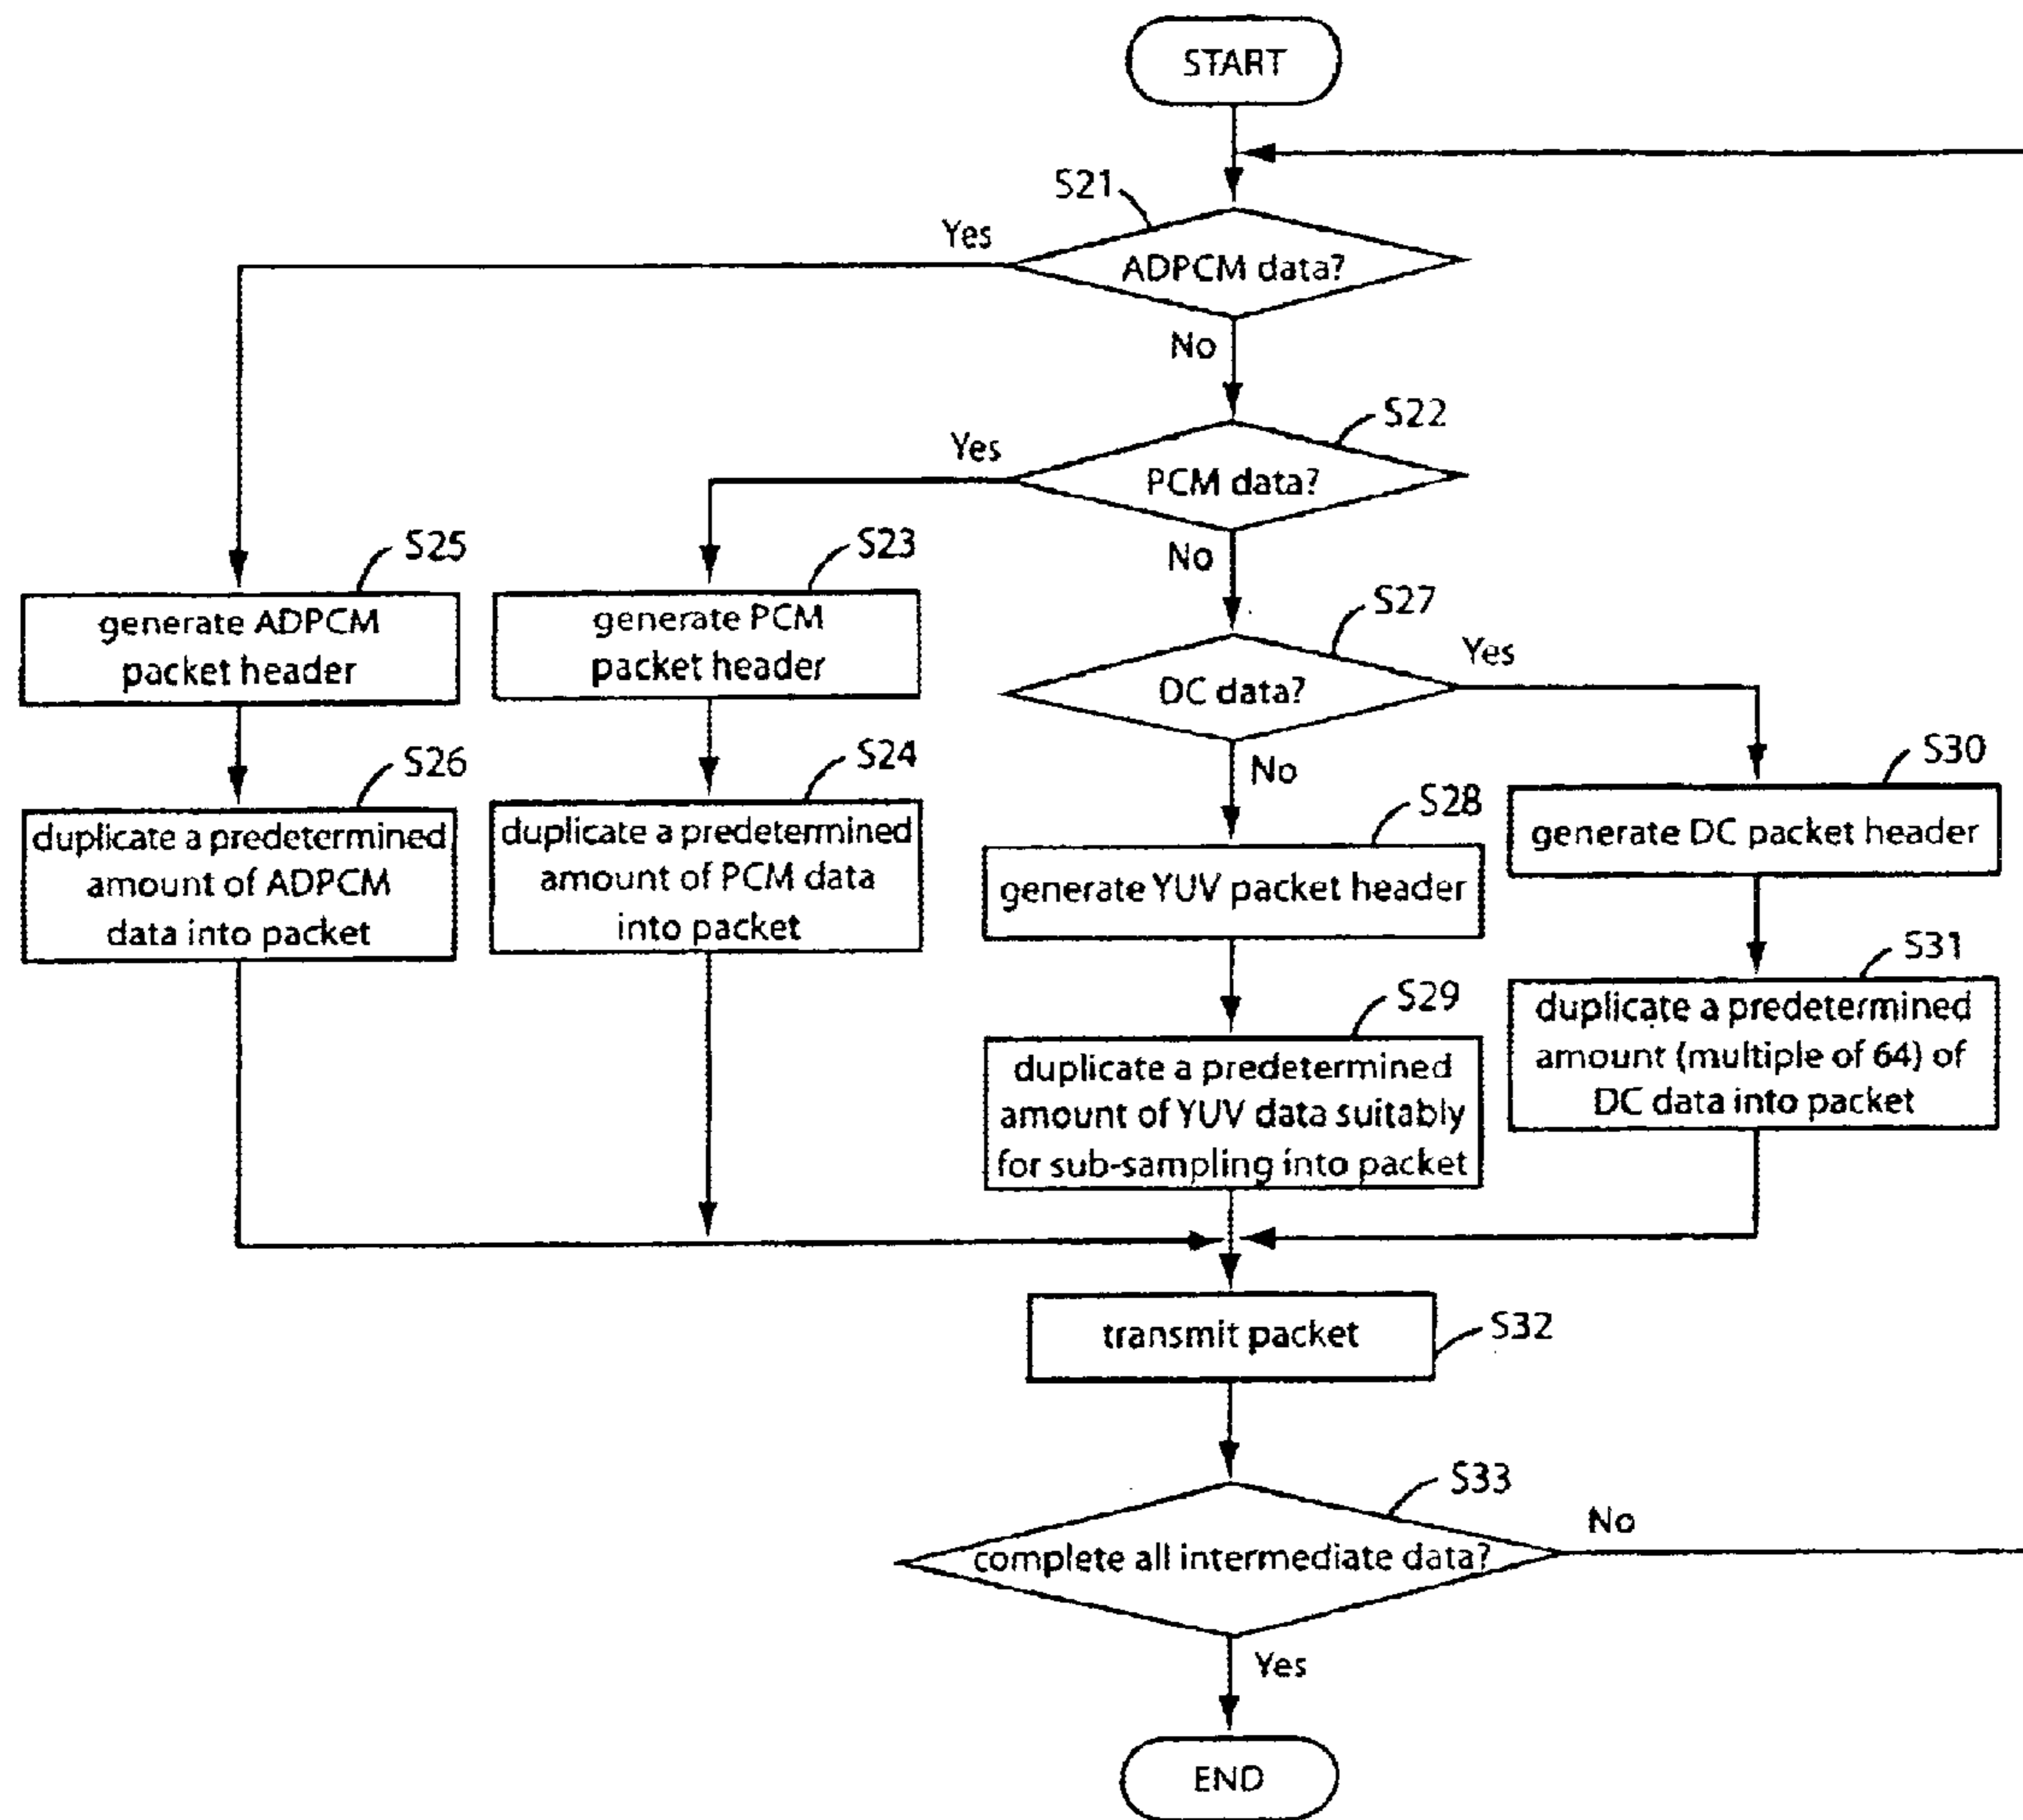 START
S21
Yes
ADPCM data?
No
S22
Yes
PCM data?
No
S25
generate ADPCM
packet header
S23
generate PCM
packet header
S27
Yes
DC data?
No
S26
duplicate a predetermined
amount of ADPCM
data into packet
S24
duplicate a predetermined
amount of PCM data
into packet
S28
generate YUV packet header
S30
generate DC packet header
S29
duplicate a predetermined
amount of YUV data suitably
for sub-sampling into packet
S31
duplicate a predetermined
amount (multiple of 64) of
DC data into packet
transmit packet
S32
S33
complete all intermediate data?
No
Yes
END